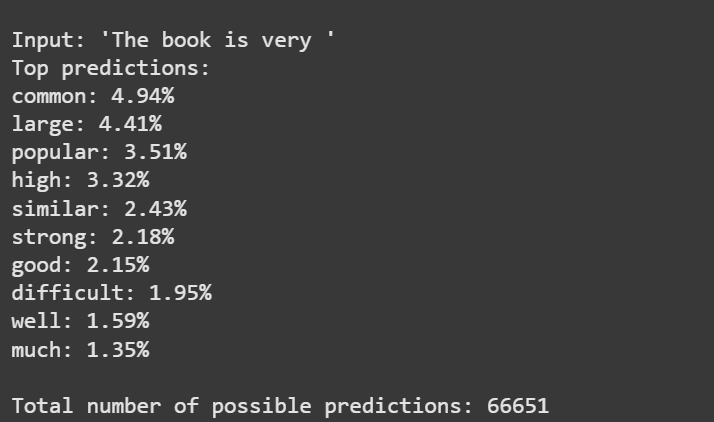 Input: 'The book is very '
Top predictions:
common: 4.94%
large: 4.41%
popular: 3.51%
high: 3.32%
similar: 2.43%
strong: 2.18%
good: 2.15%
difficult: 1.95%
well: 1.59%
much: 1.35%
Total number of possible predictions: 66651